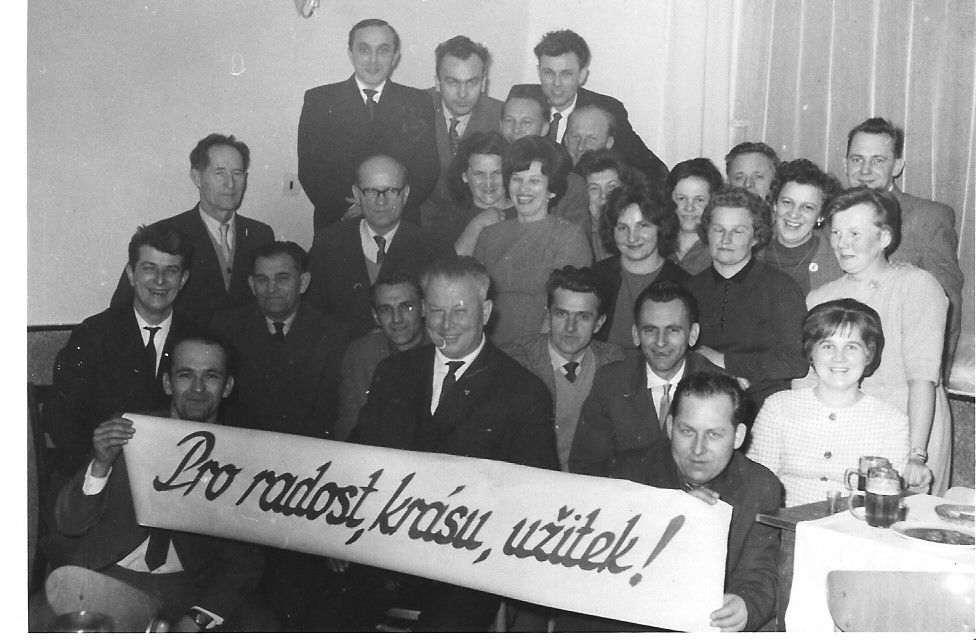 Pro radost, krásu, užitek!